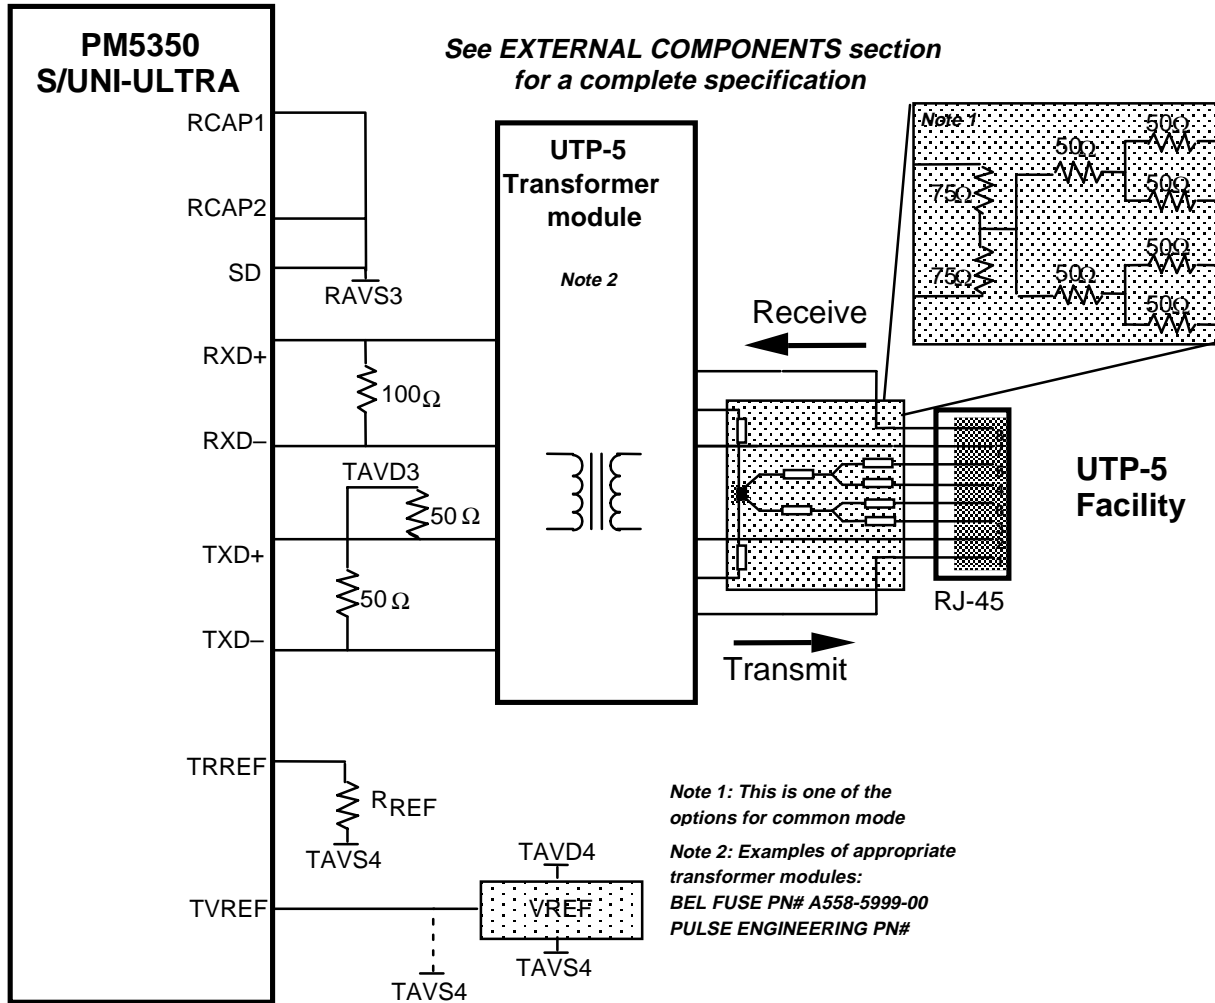 PM5350
S/UNI-ULTRA
See EXTERNAL COMPONENTS section
for a complete specification
RCAP1
RCAP2
SD
RAVS3
RXD+
100Ω
RXD–
TAVD3
50 Ω
TXD+
50 Ω
TXD–
TRREF
RREF
TAVS4
TVREF
TAVD4
VREF
TAVS4
TAVS4
UTP-5
Transformer
module
Note 2
Receive
Transmit
Note 1
75Ω
75Ω
50Ω
50Ω
50Ω
50Ω
50Ω
50Ω
RJ-45
UTP-5
Facility
Note 1: This is one of the
options for common mode
Note 2: Examples of appropriate
transformer modules:
BEL FUSE PN# A558-5999-00
PULSE ENGINEERING PN#